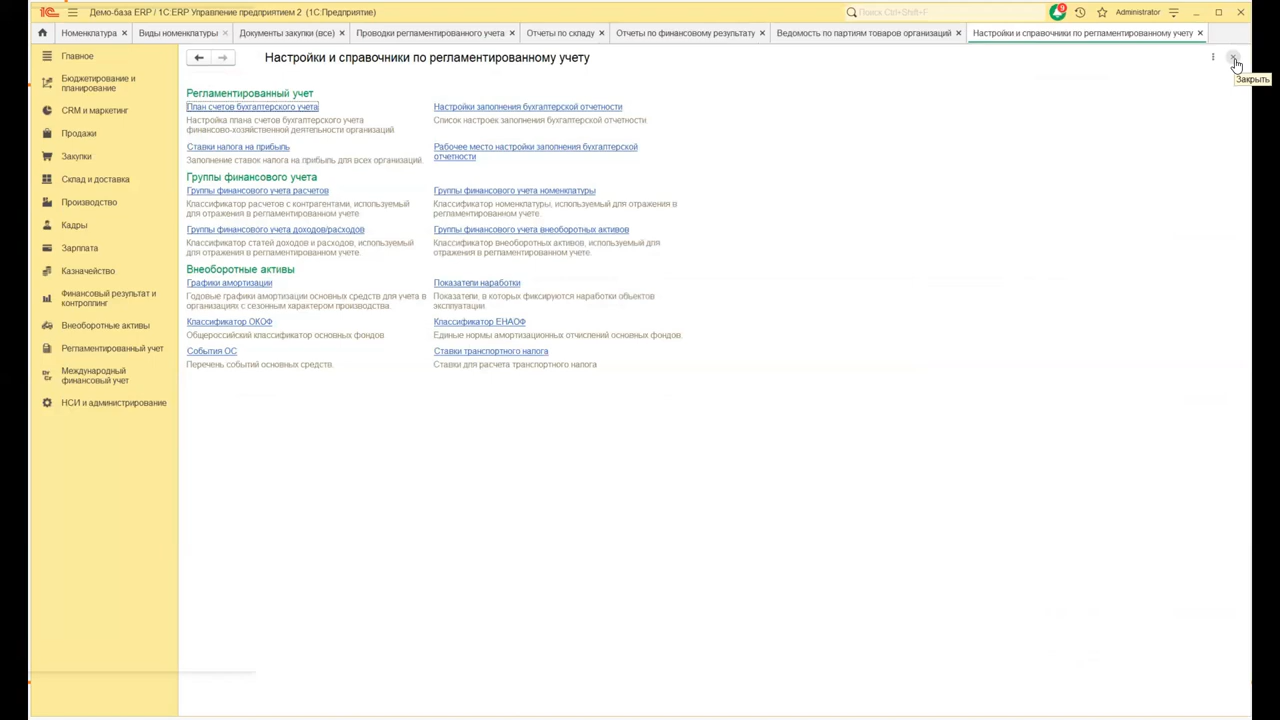 1С Демо-база ERP / 1С:ERP Управление предприятием 2 (1С:Предприятие)
Поиск Ctrl+Shift+F
Administrator
Номенклатура
Виды номенклатуры
Документы закупки (все)
Проводки регламентированного учета
Отчеты по складу
Отчеты по финансовому результату
Ведомость по партиям товаров организаций
Настройки и справочники по регламентированному учету
Главное
Бюджетирование и
планирование
CRM и маркетинг
Продажи
Закупки
Склад и доставка
Производство
Кадры
Зарплата
Казначейство
Финансовый результат и
контроллинг
Внеоборотные активы
Регламентированный учет
Международный
финансовый учет
НСИ и администрирование
Настройки и справочники по регламентированному учету
Закрыть
Регламентированный учет
План счетов бухгалтерского учета
Настройка плана счетов бухгалтерского учета
финансово-хозяйственной деятельности организаций.
Настройки заполнения бухгалтерской отчетности
Список настроек заполнения бухгалтерской отчетности
Ставки налога на прибыль
Заполнение ставок налога на прибыль для всех организаций.
Рабочее место настройки заполнения бухгалтерской
отчетности
Группы финансового учета
Группы финансового учета расчетов
Классификатор расчетов с контрагентами, используемый
для отражения в регламентированном учете.
Группы финансового учета номенклатуры
Классификатор номенклатуры, используемый для отражения в
регламентированном учете.
Группы финансового учета доходов/расходов
Классификатор статей доходов и расходов, используемый
для отражения в регламентированном учете.
Группы финансового учета внеоборотных активов
Классификатор внеоборотных активов, используемый для
отражения в регламентированном учете.
Внеоборотные активы
Графики амортизации
Годовые графики амортизации основных средств для учета в
организациях с сезонным характером производства.
Показатели наработки
Показатели, в которых фиксируются наработки объектов
эксплуатации.
Классификатор ОКОФ
Общероссийский классификатор основных фондов.
Классификатор ЕНАОФ
Единые нормы амортизационных отчислений основных фондов.
События ОС
Перечень событий основных средств.
Ставки транспортного налога
Ставки для расчета транспортного налога